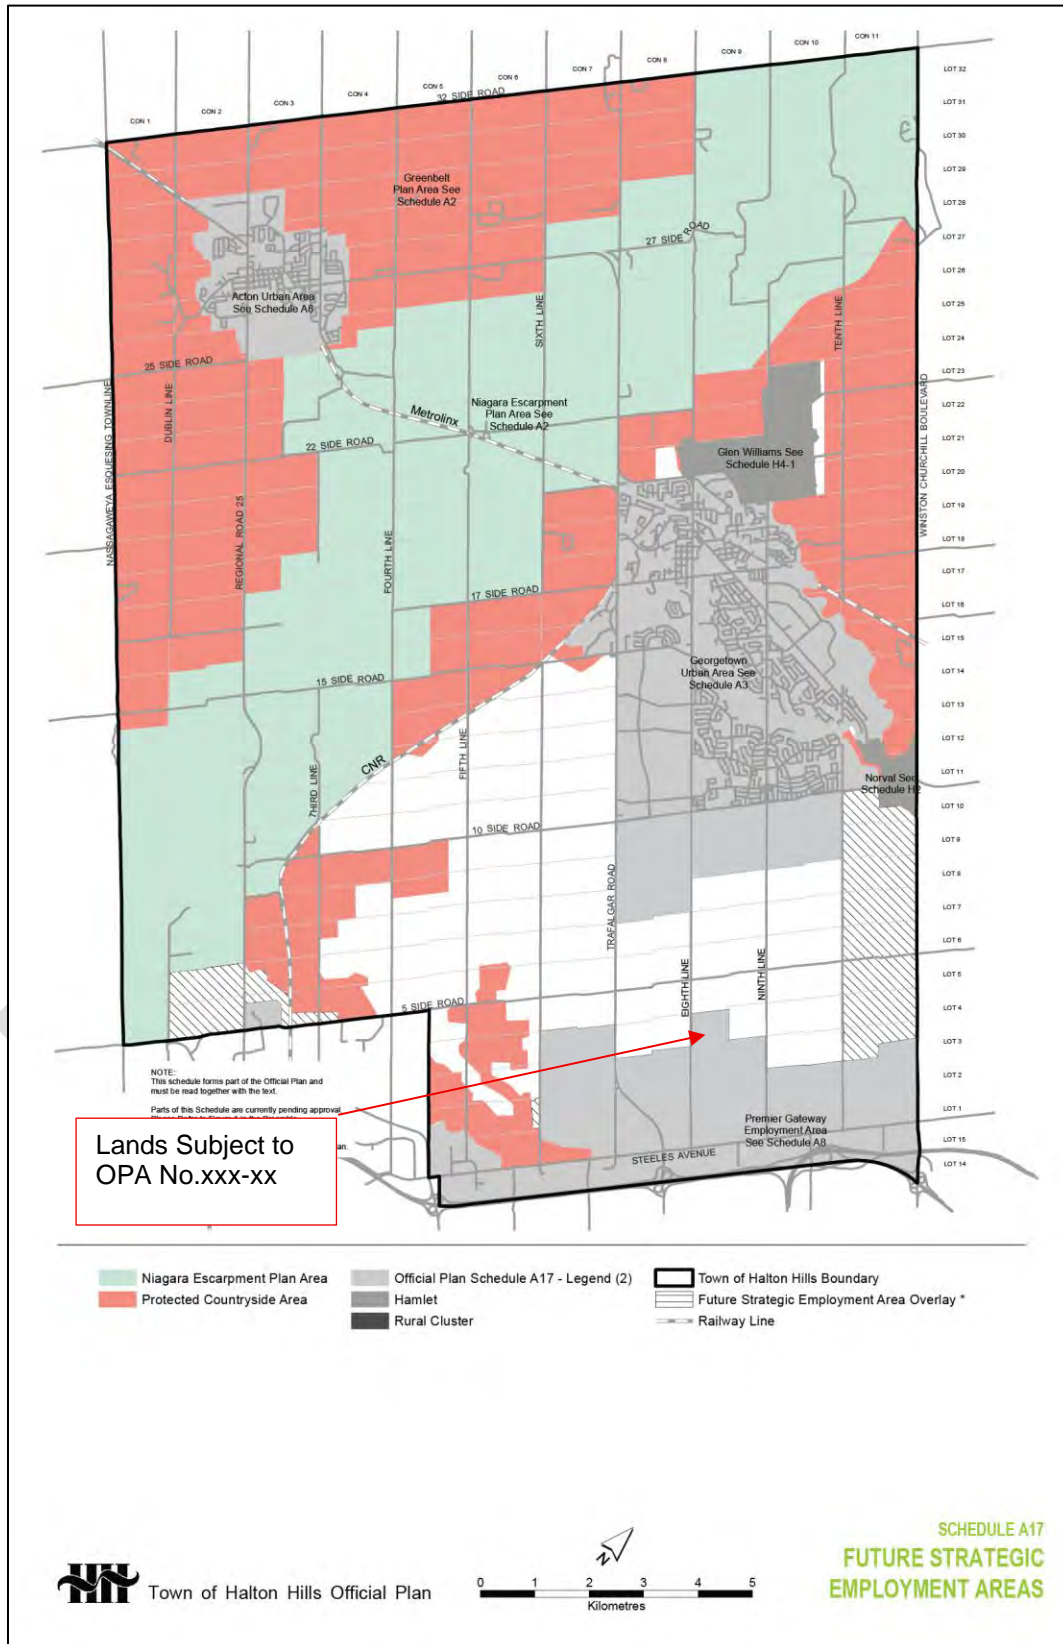 CON 1
CON 2
CON 3
CON 4
CON 5
CON 6
CON 7
CON 8
CON 9
CON 10
CON 11
32 SIDE ROAD
LOT 32
LOT 31
LOT 30
LOT 29
LOT 28
LOT 27
LOT 26
LOT 25
LOT 24
LOT 23
LOT 22
LOT 21
LOT 20
LOT 19
LOT 18
LOT 17
LOT 16
LOT 15
LOT 14
LOT 13
LOT 12
LOT 11
LOT 10
LOT 9
LOT 8
LOT 7
LOT 6
LOT 5
LOT 4
LOT 3
LOT 2
LOT 1
LOT 15
LOT 14
Greenbelt
Plan Area See
Schedule A2
27 SIDE ROAD
Acton Urban Area
See Schedule A6
SIXTH LINE
TENTH LINE
25 SIDE ROAD
DUBLIN LINE
NASSAGAWEYA ESQUESING TOWNLINE
WINSTON CHURCHILL BOULEVARD
Metrolinx
Niagara Escarpment
Plan Area See
Schedule A2
22 SIDE ROAD
Glen Williams See
Schedule H4-1
REGIONAL ROAD 25
FOURTH LINE
17 SIDE ROAD
Georgetown
Urban Area See
Schedule A3
15 SIDE ROAD
FIFTH LINE
CNR
THIRD LINE
Norval See
Schedule H2
10 SIDE ROAD
TRAFALGAR ROAD
EIGHTH LINE
NINTH LINE
5 SIDE ROAD
NOTE:
This schedule forms part of the Official Plan and
must be read together with the text.
Parts of this Schedule are currently pending approval
Lands Subject to
OPA No.xxx-xx
Premier Gateway
Employment Area
See Schedule A8
STEELES AVENUE
Niagara Escarpment Plan Area
Protected Countryside Area
Official Plan Schedule A17 - Legend (2)
Hamlet
Rural Cluster
Town of Halton Hills Boundary
Future Strategic Employment Area Overlay *
Railway Line
N
0 1 2 3 4 5
Kilometres
Town of Halton Hills Official Plan
SCHEDULE A17
FUTURE STRATEGIC
EMPLOYMENT AREAS